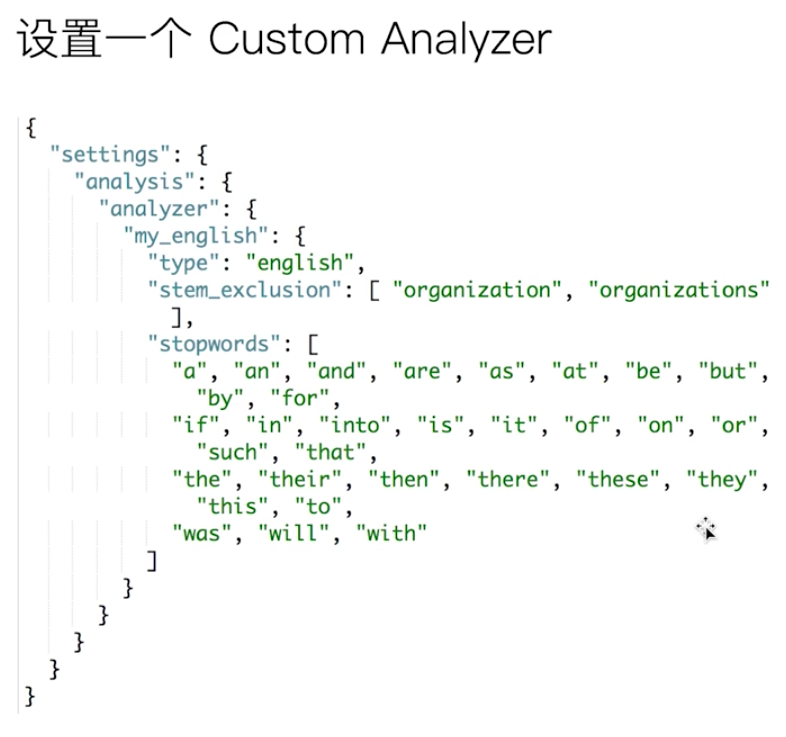 设置一个 Custom Analyzer
{
"settings": {
"analysis": {
"analyzer": {
"my_english": {
"type": "english",
"stem_exclusion": [ "organization", "organizations"
],
"stopwords": [
"a", "an", "and", "are", "as", "at", "be", "but",
"by", "for",
"if", "in", "into", "is", "it", "of", "on", "or",
"such", "that",
"the", "their", "then", "there", "these", "they",
"this", "to",
"was", "will", "with"
]
}
}
}
}
}